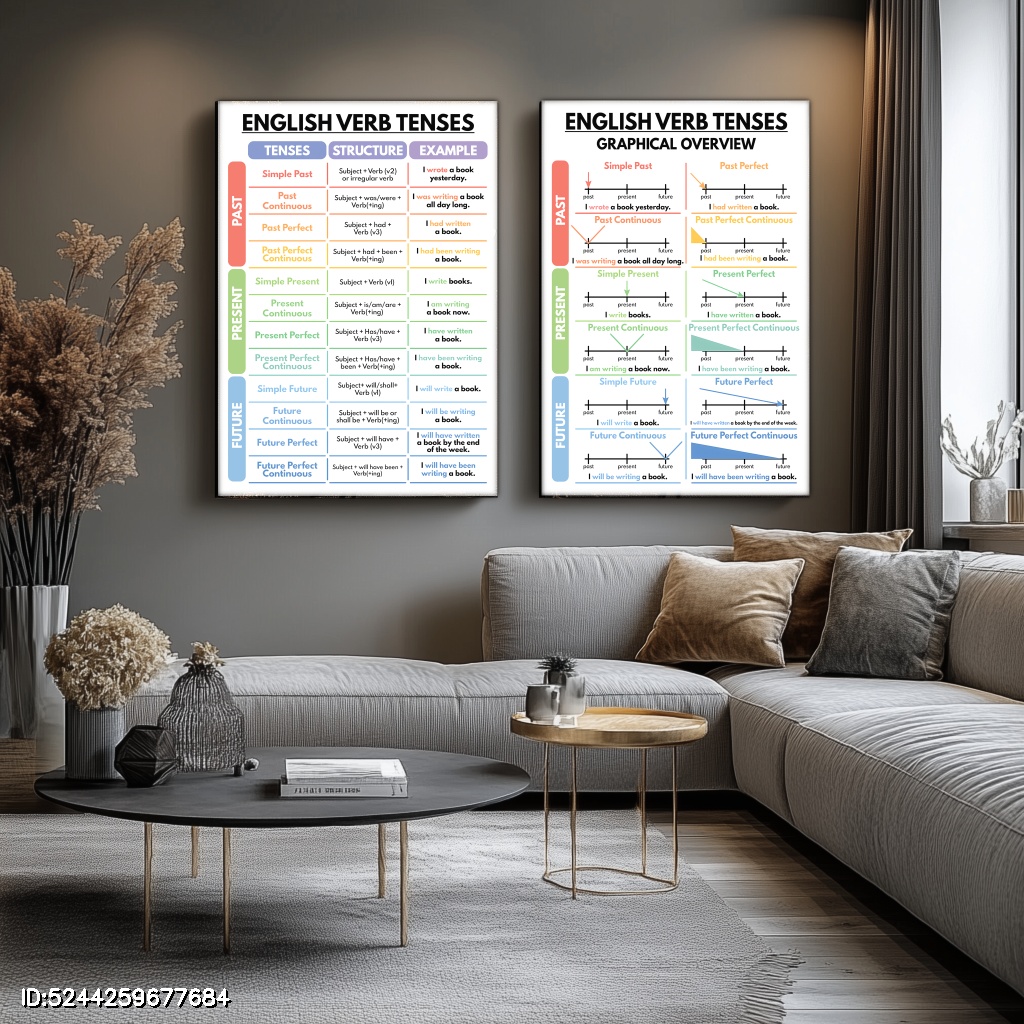 ENGLISH VERB TENSES
TENSES STRUCTURE EXAMPLE
PAST
Simple Past
Subject + Verb (v2)
or irregular verb
I wrote a book
yesterday.
Past
Continuous
Subject + was/were +
Verb(+ing)
I was writing a book
all day long.
Past Perfect
Subject + had +
Verb (v3)
I had written
a book.
Past Perfect
Continuous
Subject + had + been +
Verb(+ing)
I had been writing
a book.
PRESENT
Simple Present
Subject + Verb (v1)
I write books.
Present
Continuous
Subject + is/am/are +
Verb(+ing)
I am writing
a book now.
Present Perfect
Subject + Has/have +
Verb (v3)
I have written
a book.
Present Perfect
Continuous
Subject + Has/have +
been + Verb(+ing)
I have been writing
a book.
FUTURE
Simple Future
Subject+ will/shall+
Verb (v1)
I will write a book.
Future
Continuous
Subject + will be or
shall be + Verb(+ing)
I will be writing
a book.
Future Perfect
Subject + will have +
Verb (v3)
I will have written
a book by the end
of the week.
Future Perfect
Continuous
Subject + will have been +
Verb(+ing)
I will have been
writing a book.
ENGLISH VERB TENSES
GRAPHICAL OVERVIEW
PAST
Simple Past
past present future
I wrote a book yesterday.
Past Perfect
past present future
I had written a book.
Past Continuous
past present future
I was writing a book all day long.
Past Perfect Continuous
past present future
I had been writing a book.
PRESENT
Simple Present
past present future
I write books.
Present Perfect
past present future
I have written a book.
Present Continuous
past present future
I am writing a book now.
Present Perfect Continuous
past present future
I have been writing a book.
FUTURE
Simple Future
past present future
I will write a book.
Future Perfect
past present future
I will have written a book by the end of the week.
Future Continuous
past present future
I will be writing a book.
Future Perfect Continuous
past present future
I will have been writing a book.
ID:5244259677684